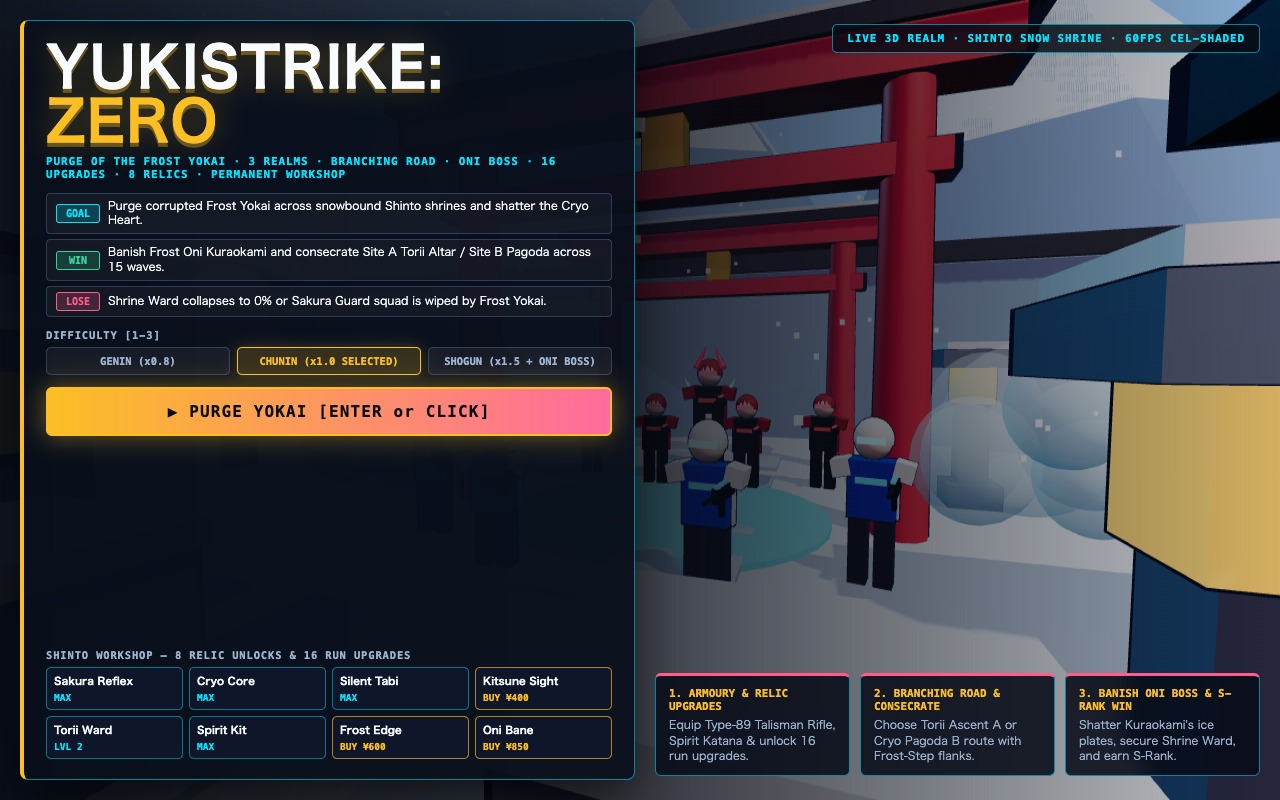 YUKISTRIKE:
ZERO
PURGE OF THE FROST YOKAI · 3 REALMS · BRANCHING ROAD · ONI BOSS · 16
UPGRADES · 8 RELICS · PERMANENT WORKSHOP
GOAL
Purge corrupted Frost Yokai across snowbound Shinto shrines and shatter the Cryo
Heart.
WIN
Banish Frost Oni Kuraokami and consecrate Site A Torii Altar / Site B Pagoda across
15 waves.
LOSE
Shrine Ward collapses to 0% or Sakura Guard squad is wiped by Frost Yokai.
DIFFICULTY [1–3]
GENIN (x0.8)
CHUNIN (x1.0 SELECTED)
SHOGUN (x1.5 + ONI BOSS)
▶ PURGE YOKAI [ENTER or CLICK]
SHINTO WORKSHOP — 8 RELIC UNLOCKS & 16 RUN UPGRADES
Sakura Reflex
MAX
Cryo Core
MAX
Silent Tabi
MAX
Kitsune Sight
BUY ¥400
Torii Ward
LVL 2
Spirit Kit
MAX
Frost Edge
BUY ¥600
Oni Bane
BUY ¥850
LIVE 3D REALM · SHINTO SNOW SHRINE · 60FPS CEL-SHADED
1. ARMOURY & RELIC
UPGRADES
Equip Type-89 Talisman Rifle,
Spirit Katana & unlock 16
run upgrades.
2. BRANCHING ROAD &
CONSECRATE
Choose Torii Ascent A or
Cryo Pagoda B route with
Frost-Step flanks.
3. BANISH ONI BOSS & S-
RANK WIN
Shatter Kuraokami's ice
plates, secure Shrine Ward,
and earn S-Rank.